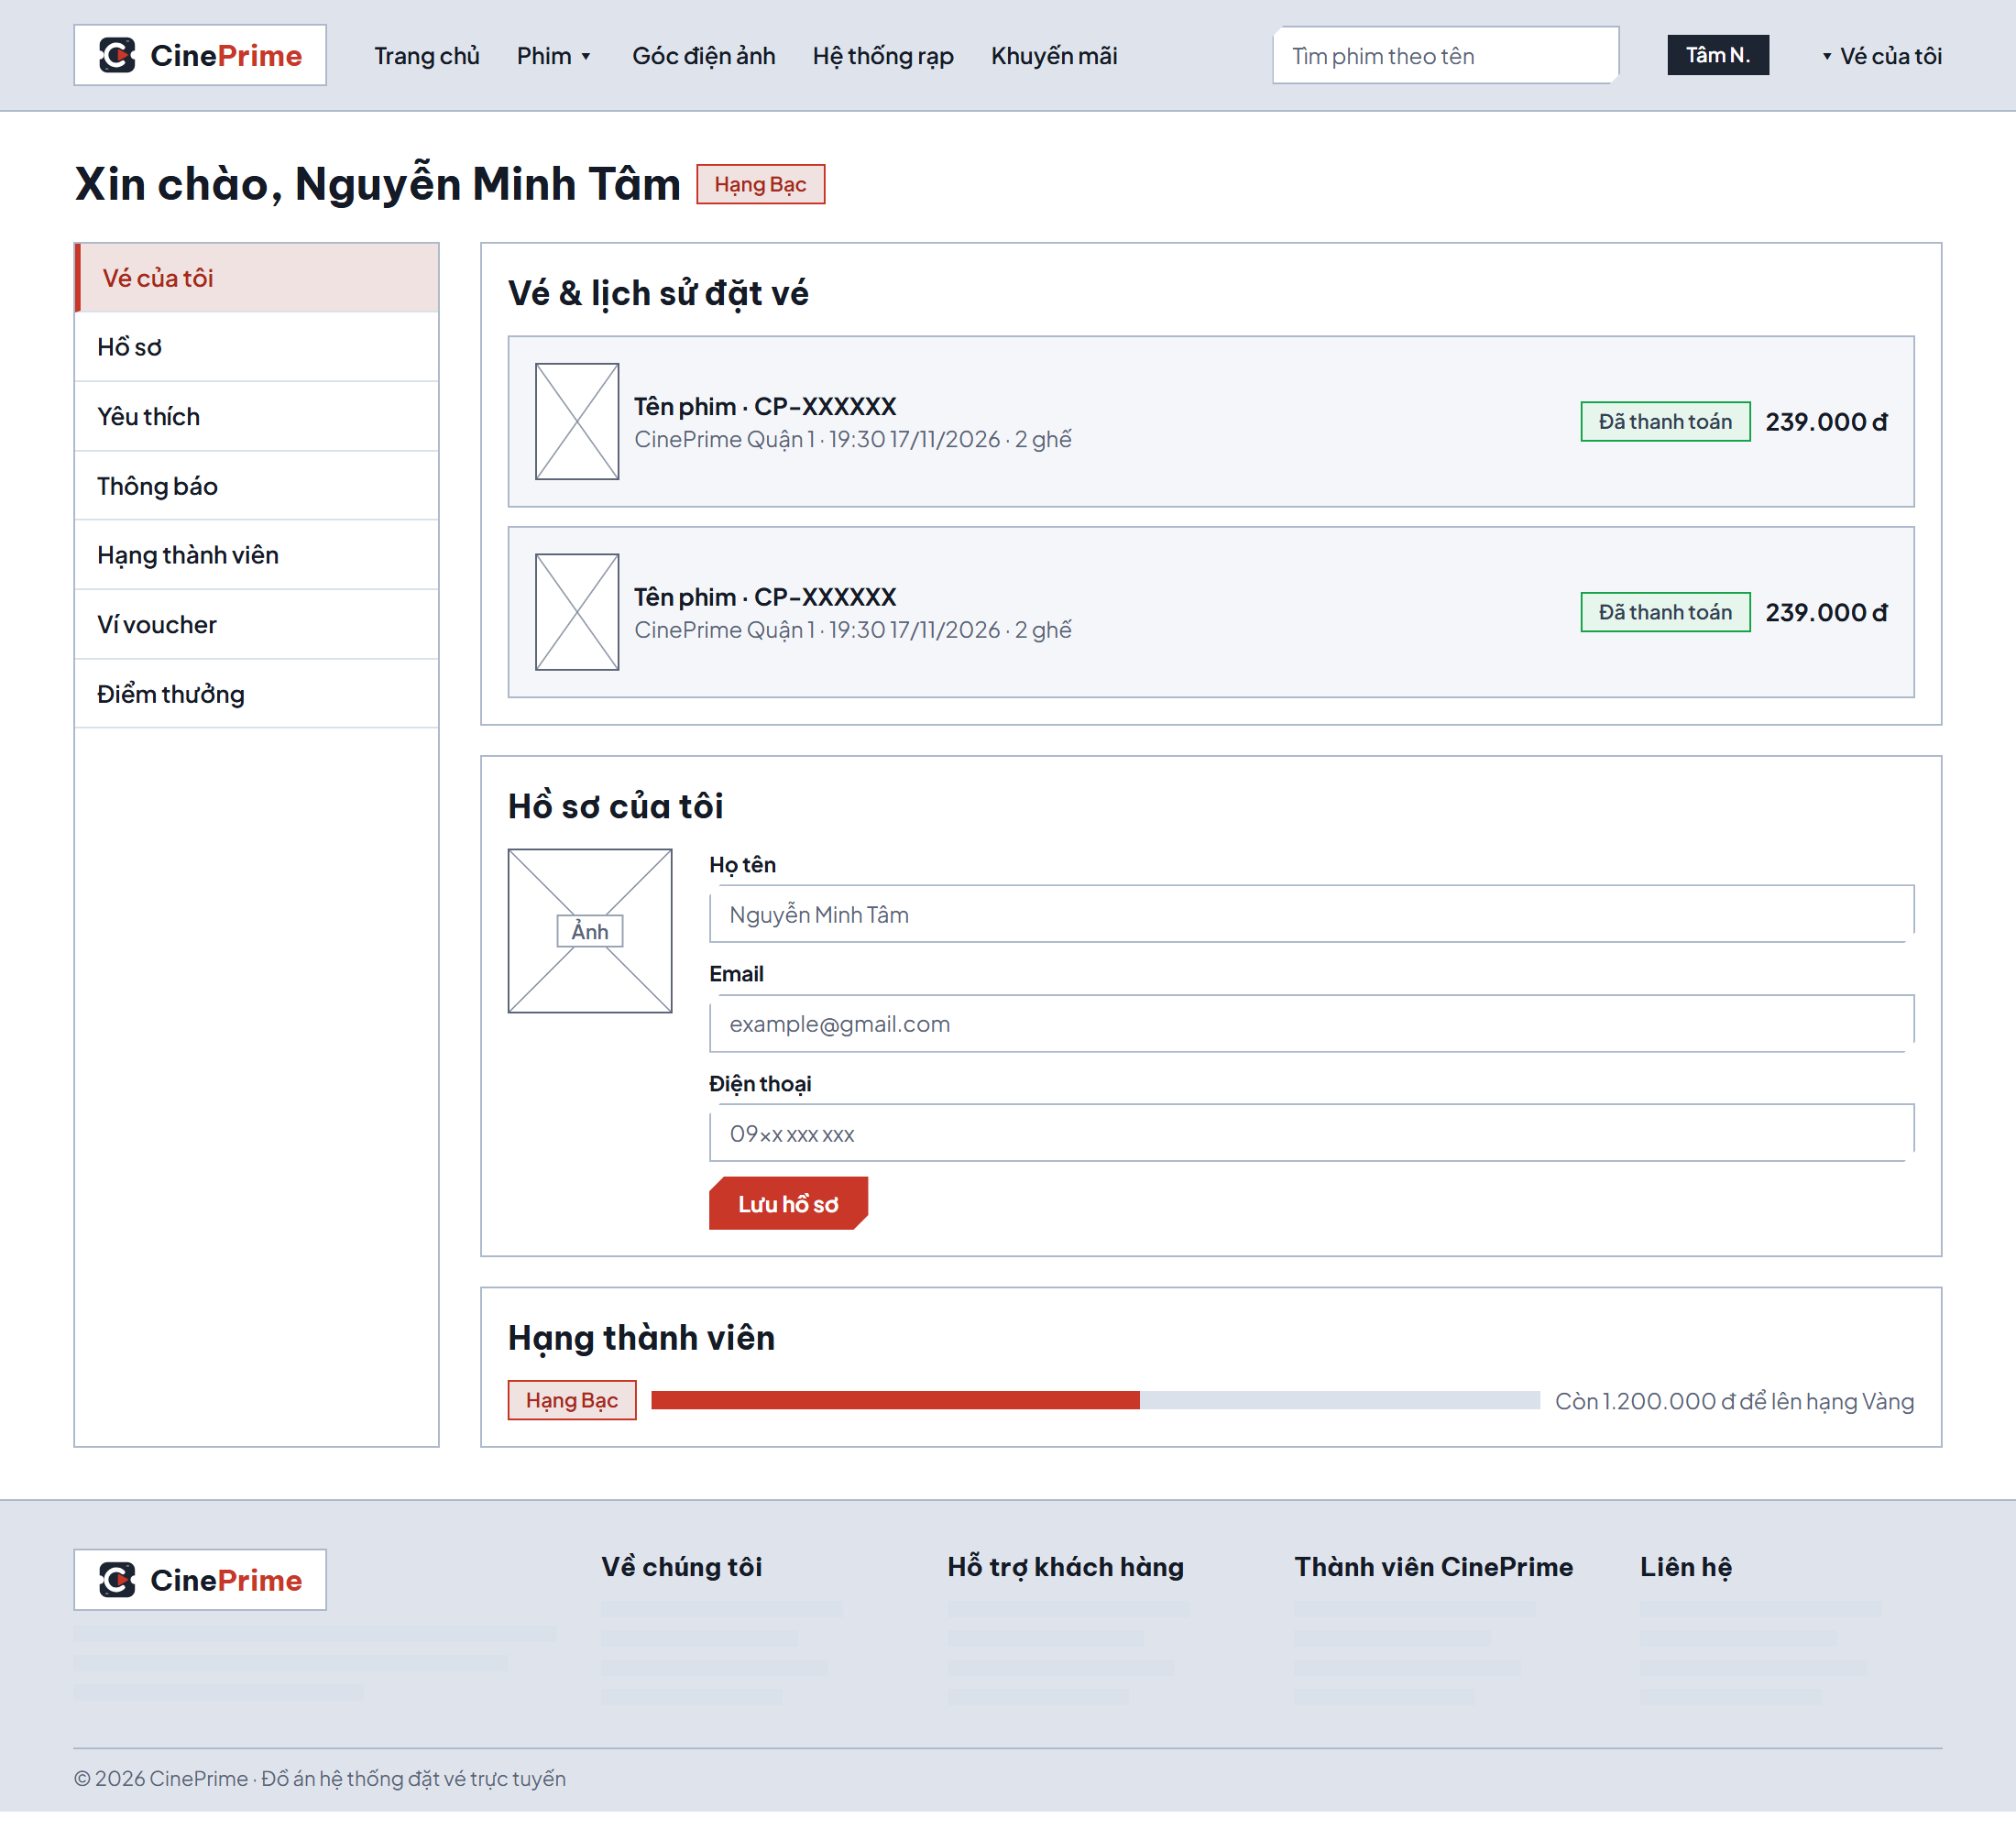 CinePrime
Trang chủ
Phim
Góc điện ảnh
Hệ thống rạp
Khuyến mãi
Tìm phim theo tên
Tâm N.
Vé của tôi
Xin chào, Nguyễn Minh Tâm
Hạng Bạc
Vé của tôi
Hồ sơ
Yêu thích
Thông báo
Hạng thành viên
Ví voucher
Điểm thưởng
Vé & lịch sử đặt vé
Tên phim · CP-XXXXXX
CinePrime Quận 1 · 19:30 17/11/2026 · 2 ghế
Đã thanh toán
239.000 đ
Tên phim · CP-XXXXXX
CinePrime Quận 1 · 19:30 17/11/2026 · 2 ghế
Đã thanh toán
239.000 đ
Hồ sơ của tôi
Ảnh
Họ tên
Nguyễn Minh Tâm
Email
example@gmail.com
Điện thoại
09xx xxx xxx
Lưu hồ sơ
Hạng thành viên
Hạng Bạc
Còn 1.200.000 đ để lên hạng Vàng
CinePrime
Về chúng tôi
Hỗ trợ khách hàng
Thành viên CinePrime
Liên hệ
© 2026 CinePrime · Đồ án hệ thống đặt vé trực tuyến